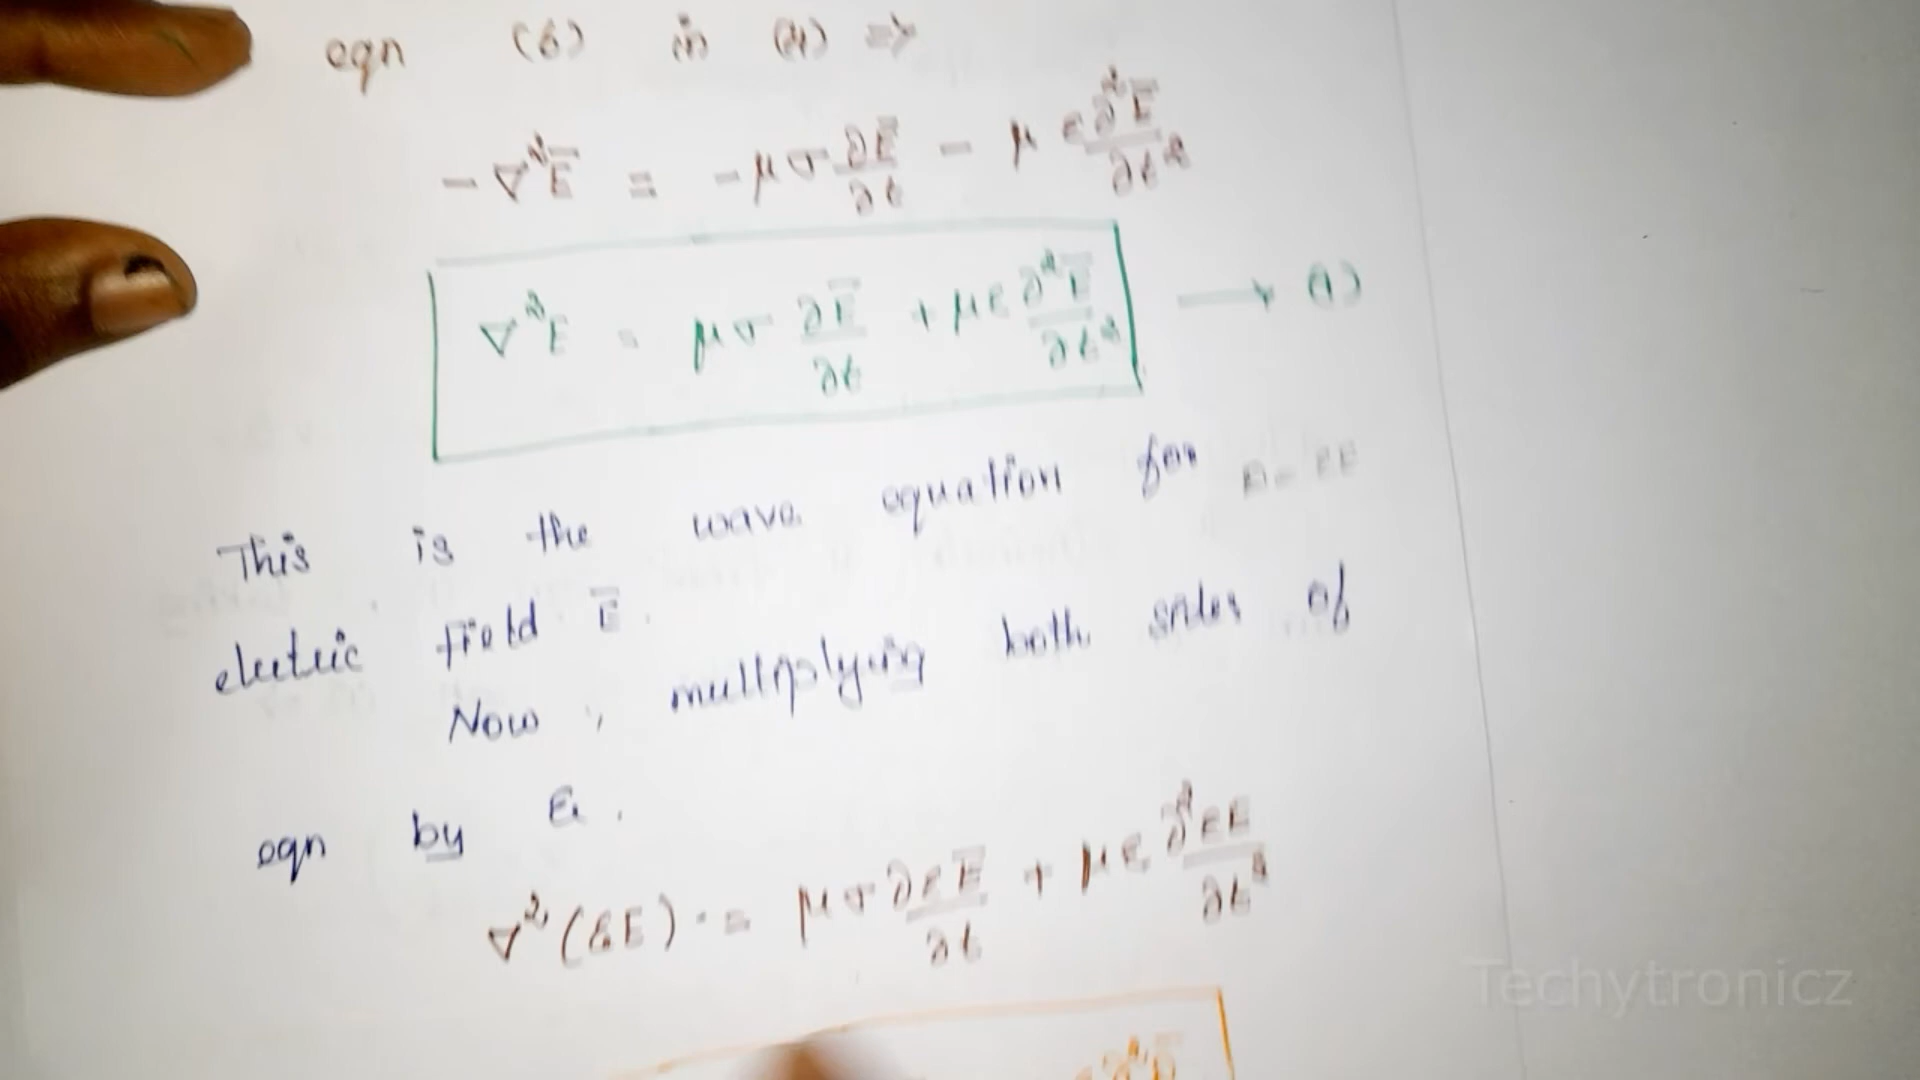 eqn (6) in (4) ⇒
-∇²E̅ = -μσ ∂E̅/∂t - μ ε ∂²E̅/∂t²
∇²E = μσ ∂E̅/∂t + με ∂²E̅/∂t² → (1)
This is the wave equation for D = εE
electric field E̅.
Now, multiplying both sides of
eqn by ε.
∇²(εE) = μσ ∂εE̅/∂t + με ∂²εE/∂t²
Techytronicz